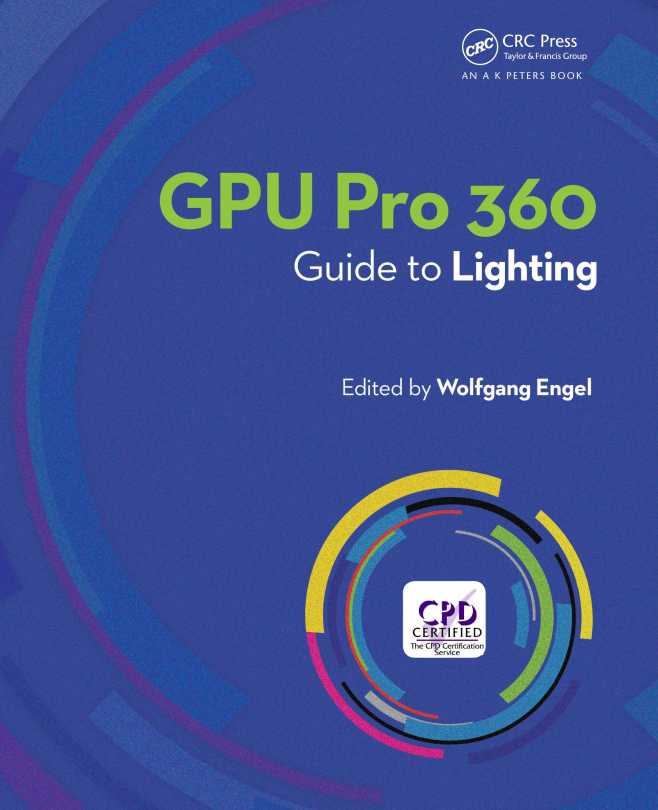 CRC
CRC Press
Taylor & Francis Group
AN A K PETERS BOOK
GPU Pro 360
Guide to Lighting
Edited by Wolfgang Engel
CPD
CERTIFIED
The CPD Certification
Service